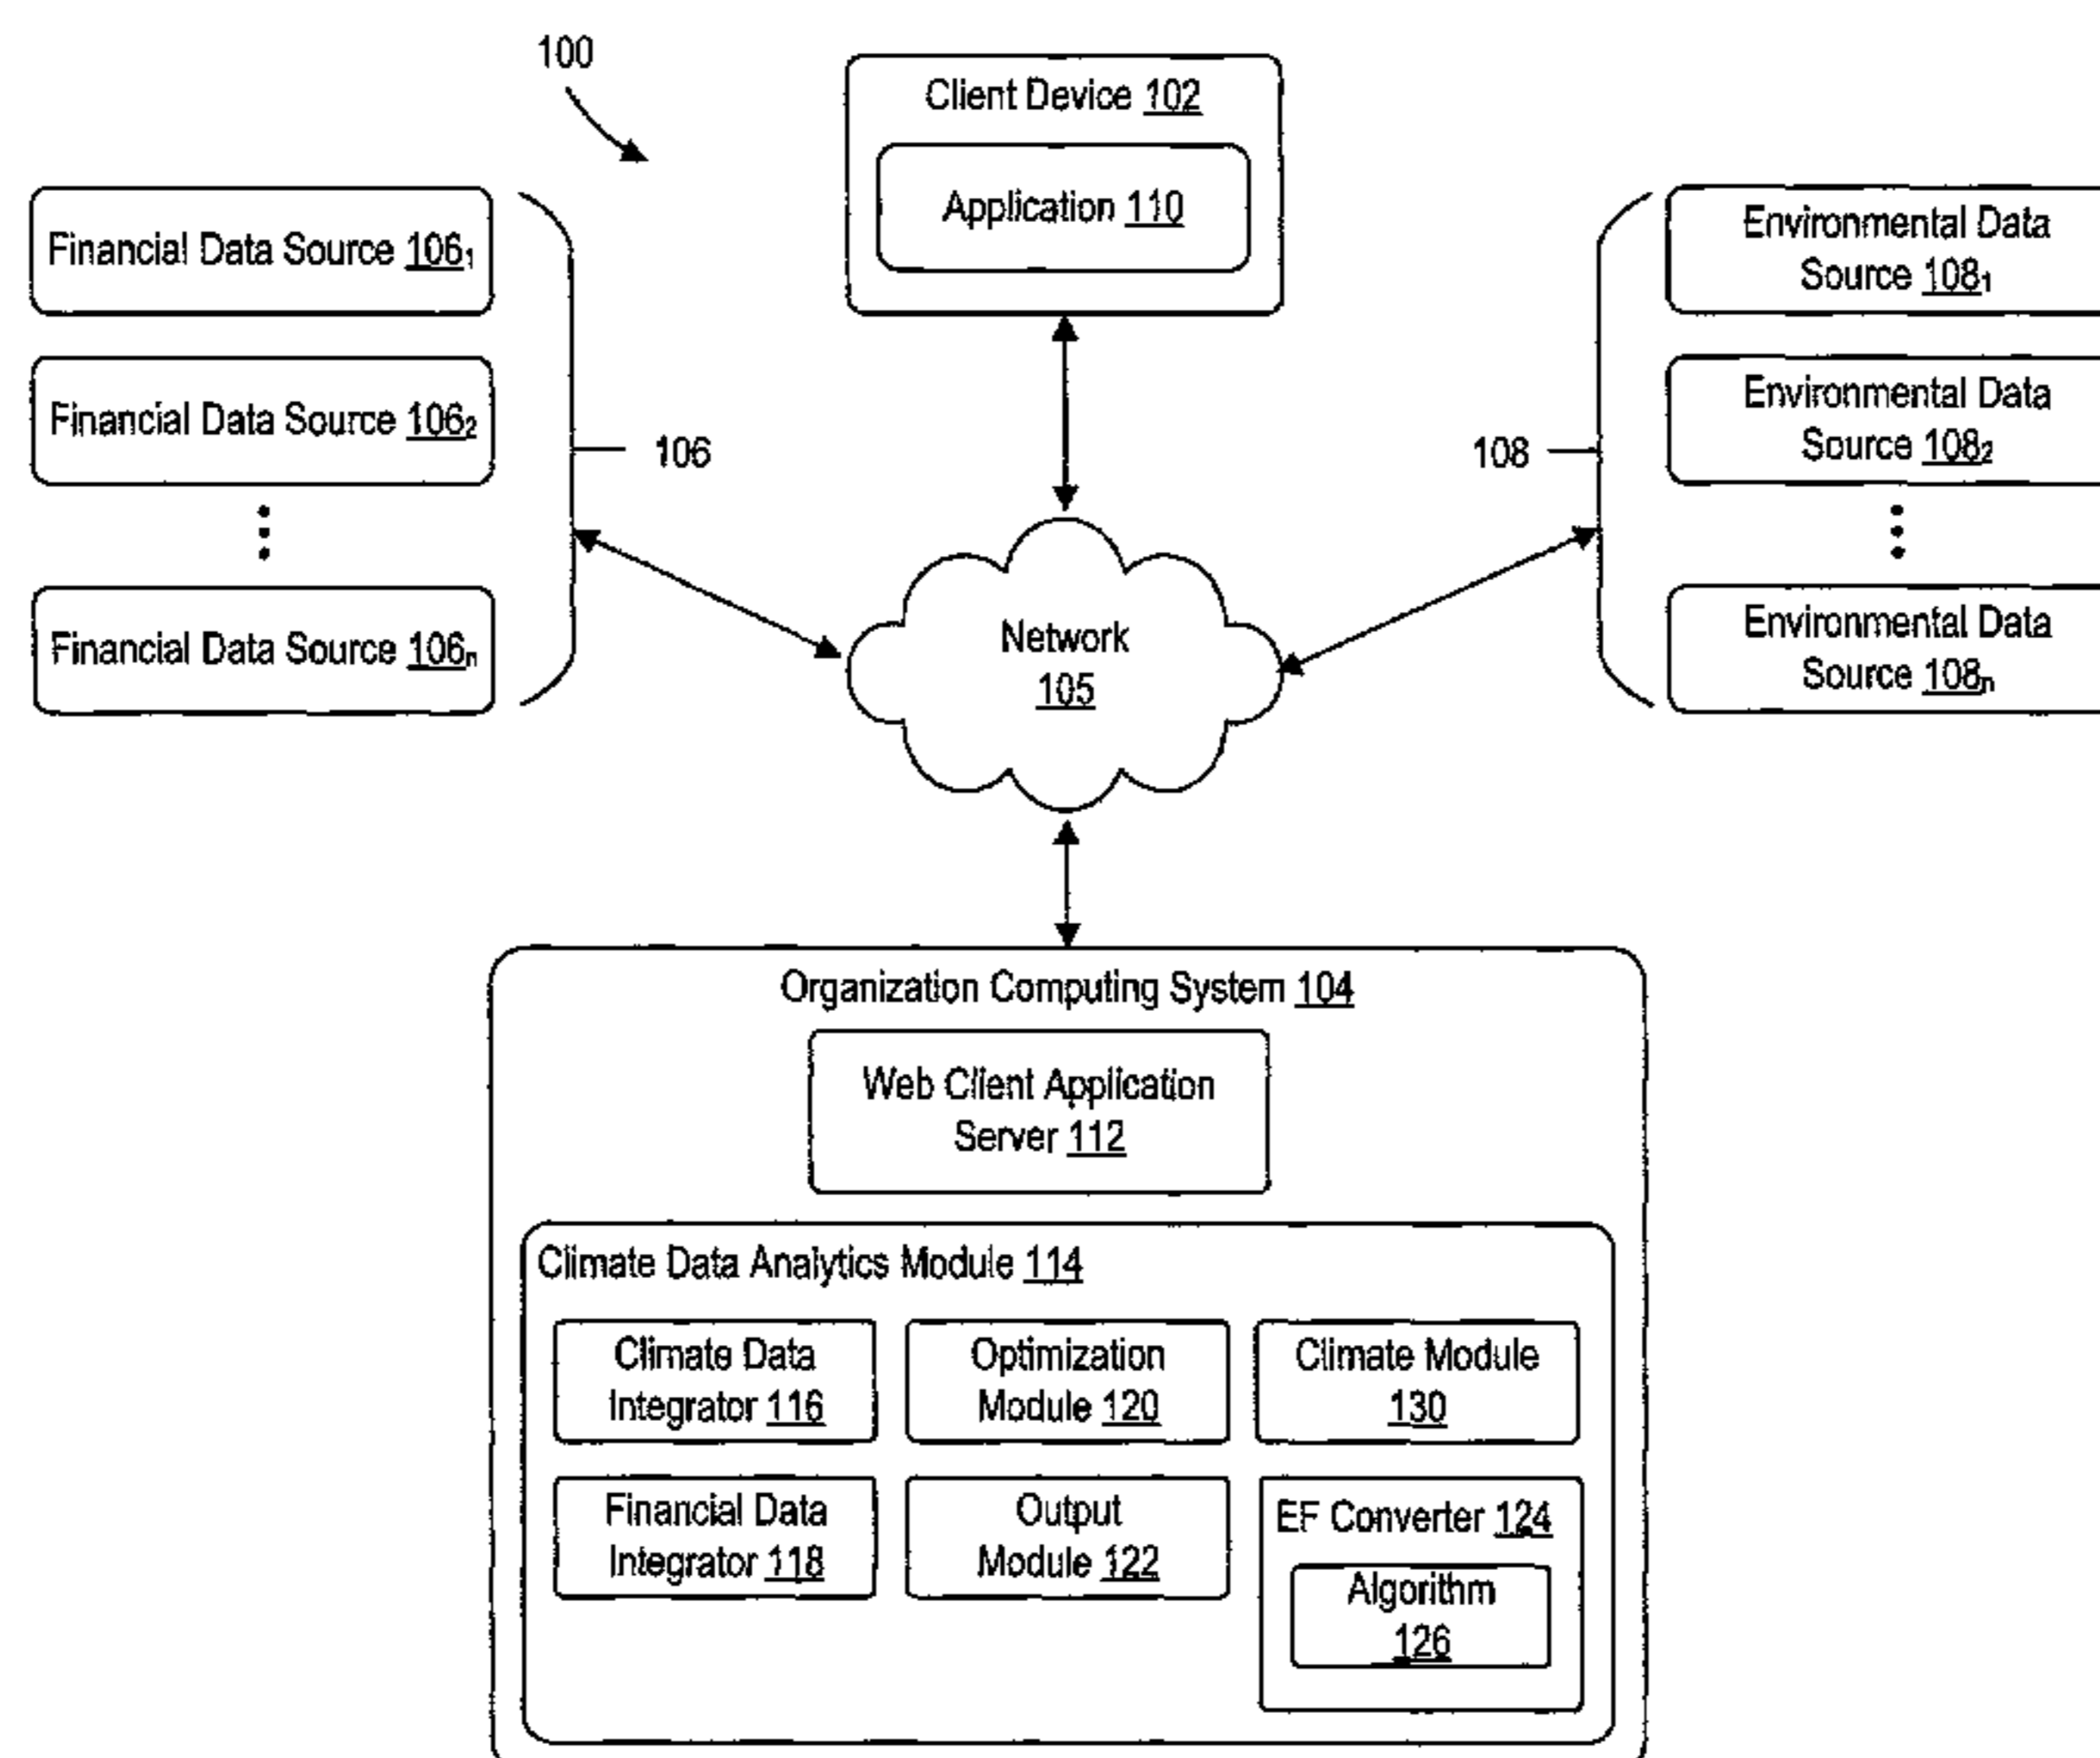 100
Client Device 102
Application 110
Financial Data Source 106₁
Financial Data Source 106₂
Financial Data Source 106ₙ
106
108
Environmental Data
Source 108₁
Environmental Data
Source 108₂
Environmental Data
Source 108ₙ
Network
105
Organization Computing System 104
Web Client Application
Server 112
Climate Data Analytics Module 114
Climate Data
Integrator 116
Optimization
Module 120
Climate Module
130
Financial Data
Integrator 118
Output
Module 122
EF Converter 124
Algorithm
126